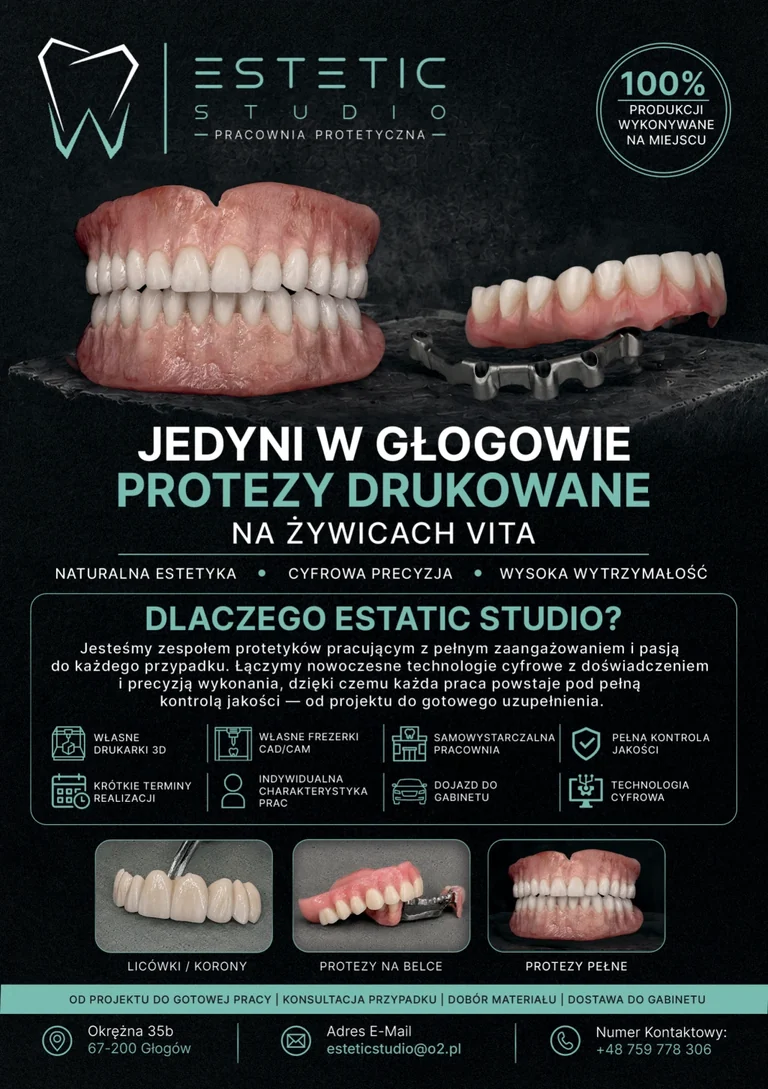 ESTETIC
STUDIO
PRACOWNIA PROTETYCZNA
100%
PRODUKCJI
WYKONYWANE
NA MIEJSCU
JEDYNI W GŁOGOWIE
PROTEZY DRUKOWANE
NA ŻYWICACH VITA
NATURALNA ESTETYKA • CYFROWA PRECYZJA • WYSOKA WYTRZYMAŁOŚĆ
DLACZEGO ESTATIC STUDIO?
Jesteśmy zespołem protetyków pracującym z pełnym zaangażowaniem i pasją
do każdego przypadku. Łączymy nowoczesne technologie cyfrowe z doświadczeniem
i precyzją wykonania, dzięki czemu każda praca powstaje pod pełną
kontrolą jakości — od projektu do gotowego uzupełnienia.
WŁASNE
DRUKARKI 3D
WŁASNE FREZERKI
CAD/CAM
SAMOWYSTARCZALNA
PRACOWNIA
PEŁNA KONTROLA
JAKOŚCI
KRÓTKIE TERMINY
REALIZACJI
INDYWIDUALNA
CHARAKTERYSTYKA
PRAC
DOJAZD DO
GABINETU
TECHNOLOGIA
CYFROWA
LICÓWKI / KORONY
PROTEZY NA BELCE
PROTEZY PEŁNE
OD PROJEKTU DO GOTOWEJ PRACY | KONSULTACJA PRZYPADKU | DOBÓR MATERIAŁU | DOSTAWA DO GABINETU
Okrężna 35b
67-200 Głogów
Adres E-Mail
esteticstudio@o2.pl
Numer Kontaktowy:
+48 759 778 306